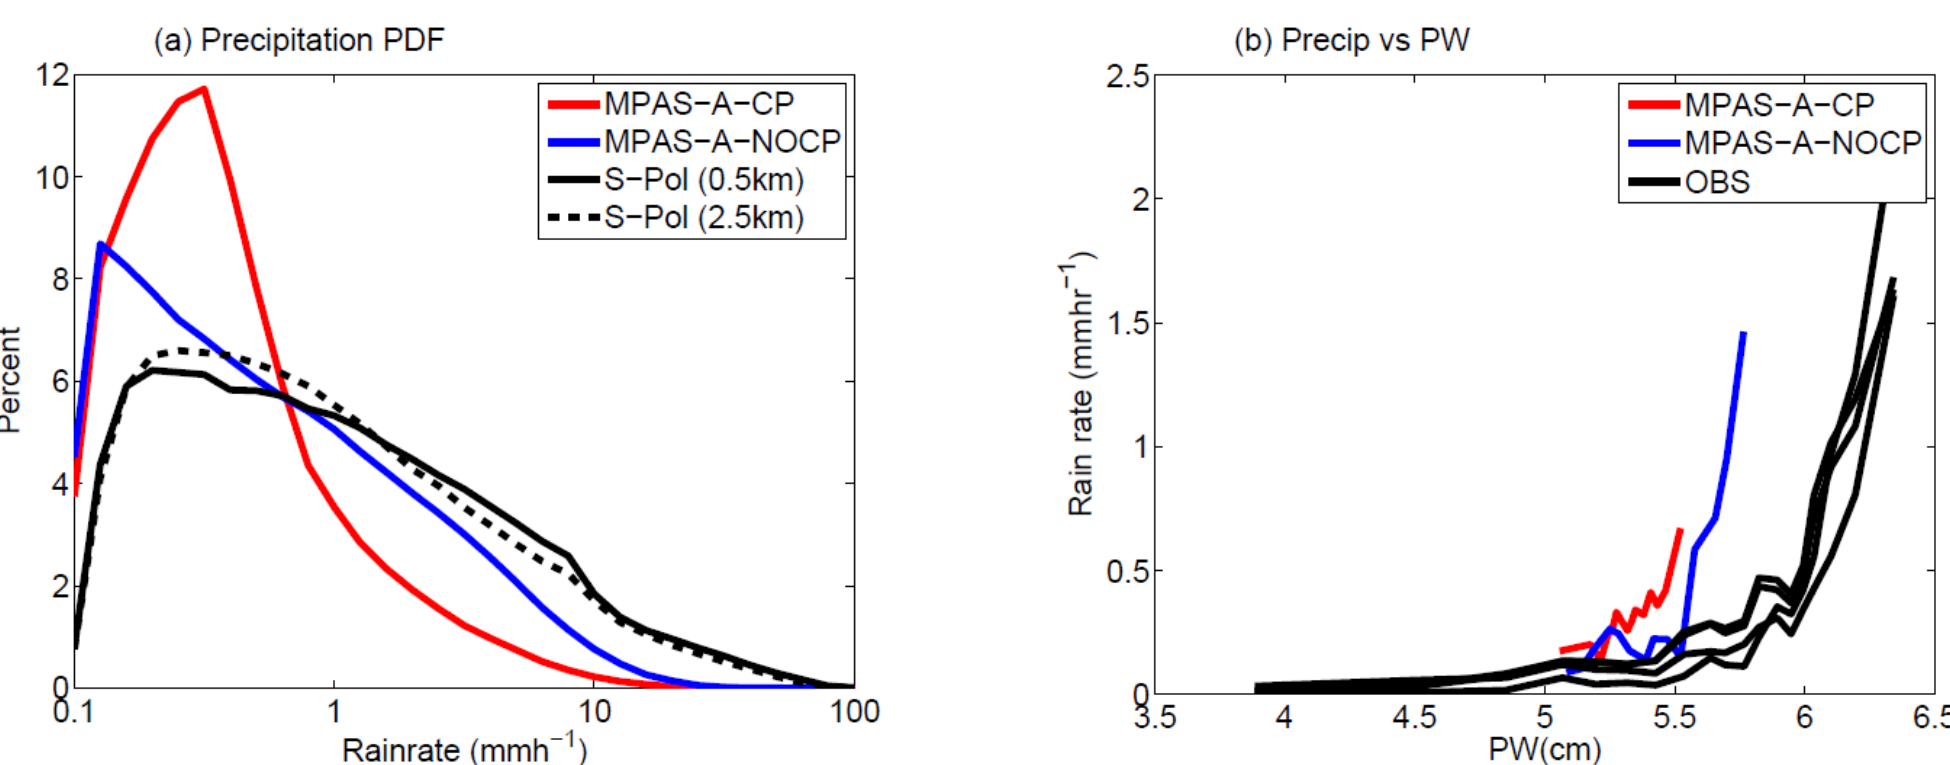 (a) Precipitation PDF
12
10
8
6
4
2
0
Percent
0.1
1
10
100
Rainrate (mmh−1)
MPAS−A−CP
MPAS−A−NOCP
S−Pol (0.5km)
S−Pol (2.5km)
(b) Precip vs PW
2.5
2
1.5
1
0.5
0
Rain rate (mmhr−1)
3.5
4
4.5
5
5.5
6
6.5
PW(cm)
MPAS−A−CP
MPAS−A−NOCP
OBS